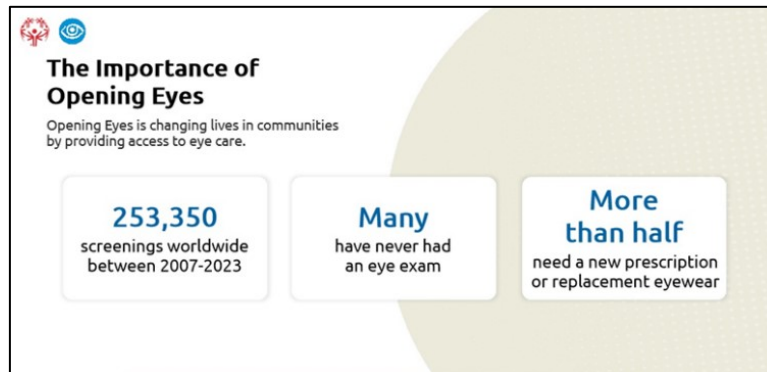 The Importance of
Opening Eyes
Opening Eyes is changing lives in communities
by providing access to eye care.
253,350
screenings worldwide
between 2007-2023
Many
have never had
an eye exam
More
than half
need a new prescription
or replacement eyewear